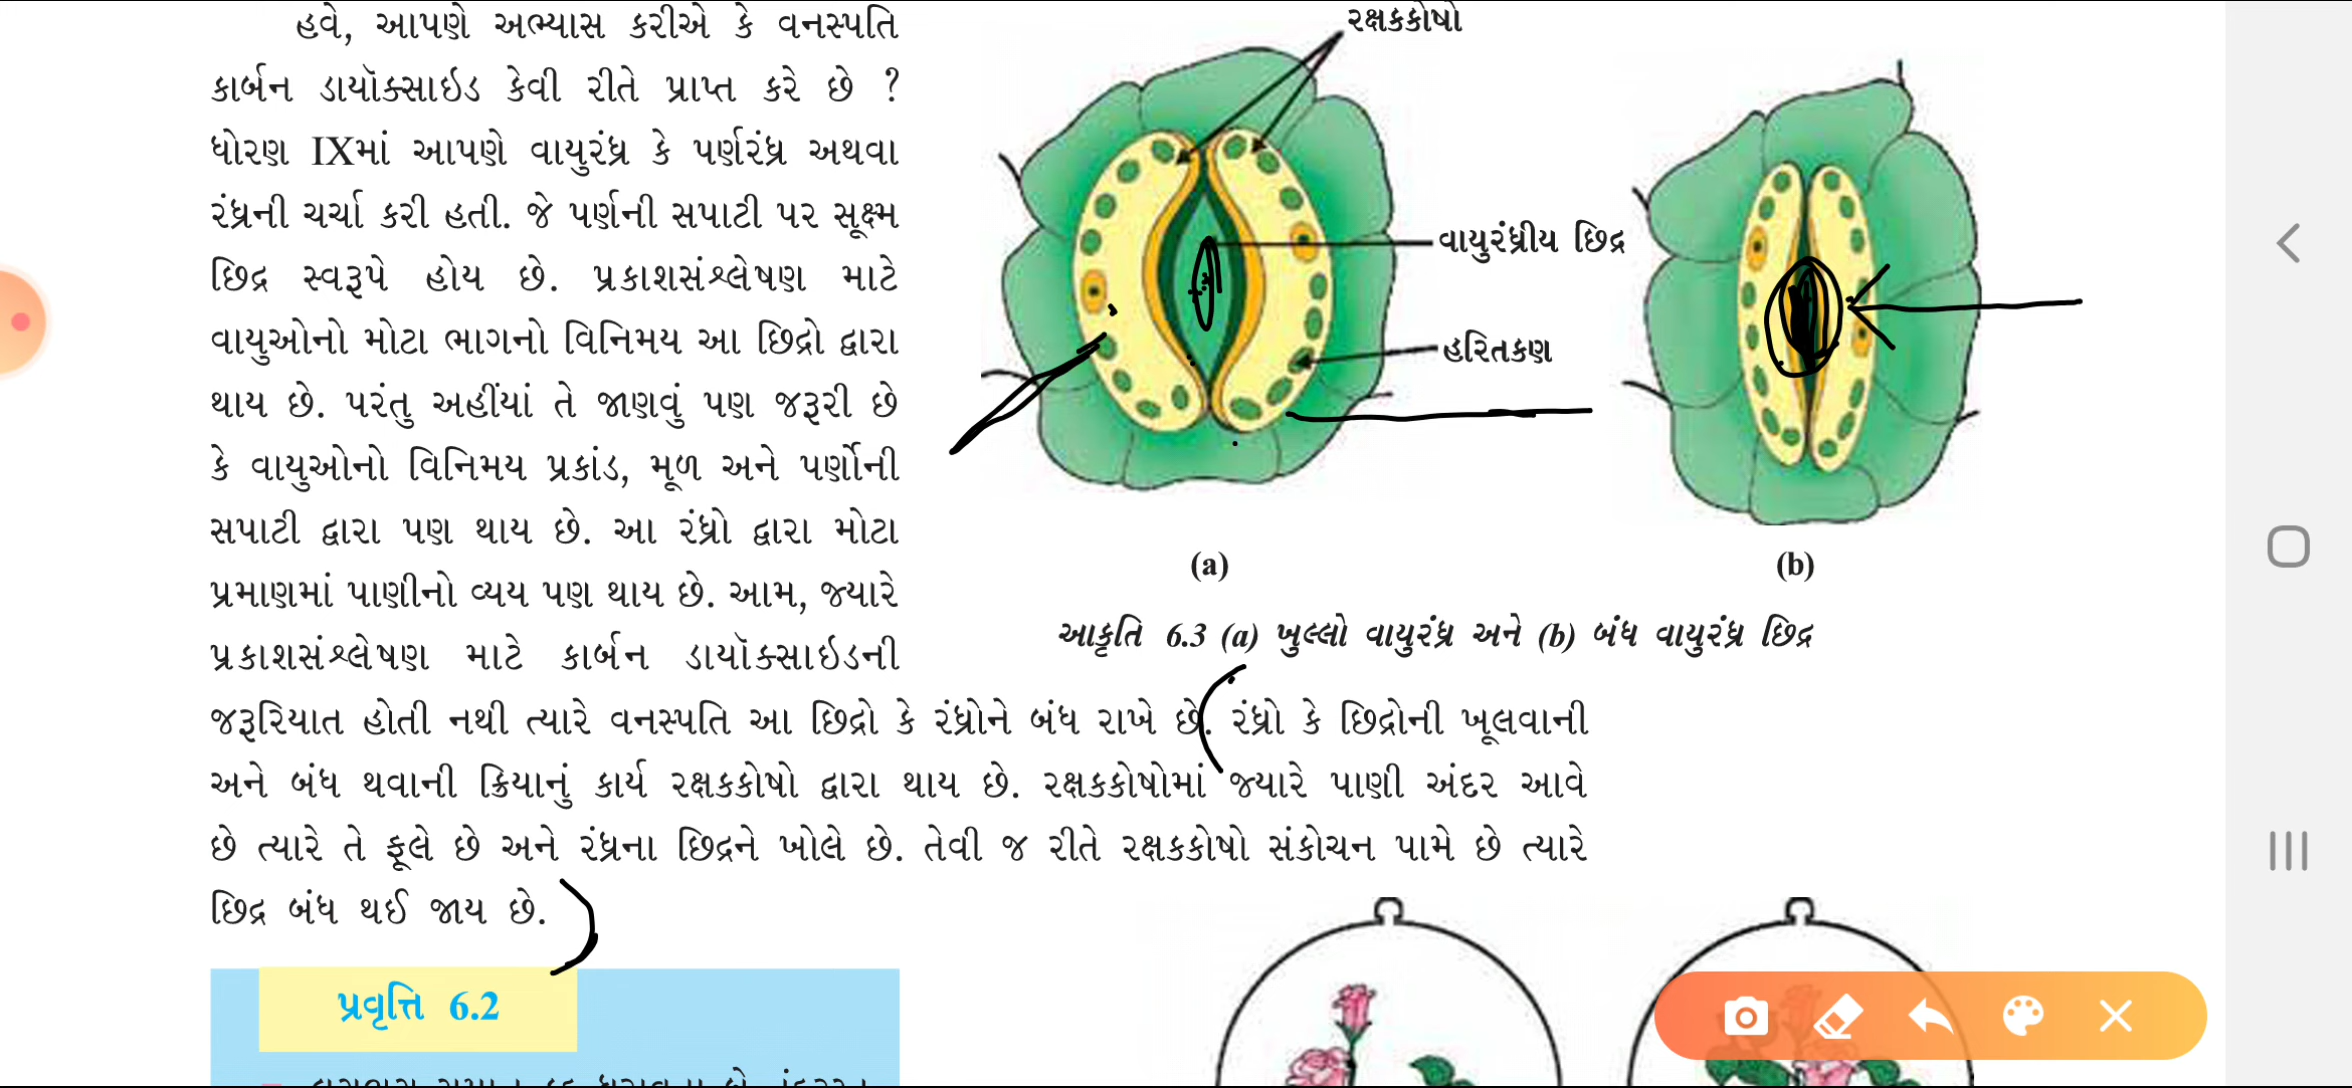 હવે, આપણે અભ્યાસ કરીએ કે વનસ્પતિ
કાર્બન ડાયૉક્સાઇડ કેવી રીતે પ્રાપ્ત કરે છે ?
ધોરણ IXમાં આપણે વાયુરંધ્ર કે પર્ણરંધ્ર અથવા
રંધ્રની ચર્ચા કરી હતી. જે પર્ણની સપાટી પર સૂક્ષ્મ
છિદ્ર સ્વરૂપે હોય છે. પ્રકાશસંશ્લેષણ માટે
વાયુઓનો મોટા ભાગનો વિનિમય આ છિદ્રો દ્વારા
થાય છે. પરંતુ અહીંયાં તે જાણવું પણ જરૂરી છે
કે વાયુઓનો વિનિમય પ્રકાંડ, મૂળ અને પર્ણોની
સપાટી દ્વારા પણ થાય છે. આ રંધ્રો દ્વારા મોટા
પ્રમાણમાં પાણીનો વ્યય પણ થાય છે. આમ, જ્યારે
પ્રકાશસંશ્લેષણ માટે કાર્બન ડાયૉક્સાઇડની
જરૂરિયાત હોતી નથી ત્યારે વનસ્પતિ આ છિદ્રો કે રંધ્રોને બંધ રાખે છે. રંધ્રો કે છિદ્રોની ખૂલવાની
અને બંધ થવાની ક્રિયાનું કાર્ય રક્ષકકોષો દ્વારા થાય છે. રક્ષકકોષોમાં જ્યારે પાણી અંદર આવે
છે ત્યારે તે ફૂલે છે અને રંધ્રના છિદ્રને ખોલે છે. તેવી જ રીતે રક્ષકકોષો સંકોચન પામે છે ત્યારે
છિદ્ર બંધ થઈ જાય છે.
રક્ષકકોષો
વાયુરંધ્રીય છિદ્ર
હરિતકણ
(a)
(b)
આકૃતિ 6.3 (a) ખુલ્લો વાયુરંધ્ર અને (b) બંધ વાયુરંધ્ર છિદ્ર
પ્રવૃત્તિ 6.2